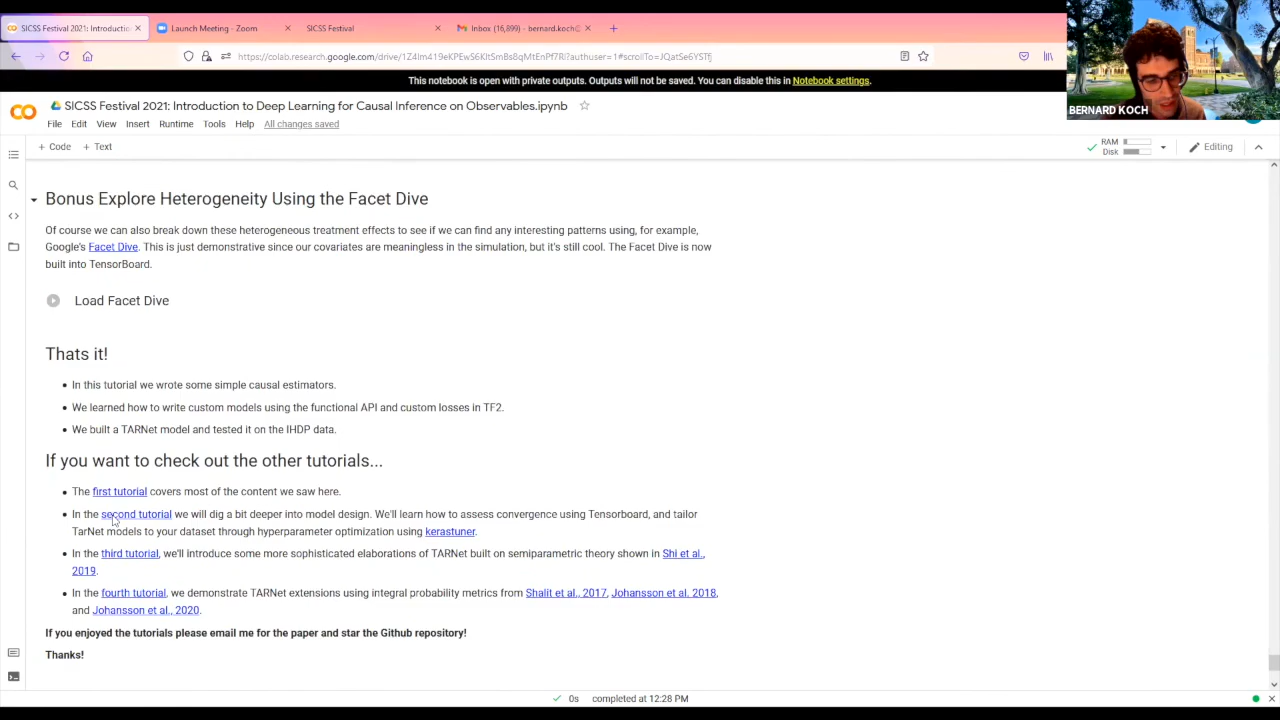 SICSS Festival 2021: Introductio
Launch Meeting - Zoom
SICSS Festival
Inbox (16,899) - bernard.koch@
BERNARD KOCH
This notebook is open with private outputs. Outputs will not be saved. You can disable this in Notebook settings.
SICSS Festival 2021: Introduction to Deep Learning for Causal Inference on Observables.ipynb
File Edit View Insert Runtime Tools Help All changes saved
+ Code + Text
RAM
Disk
Editing
Bonus Explore Heterogeneity Using the Facet Dive
Of course we can also break down these heterogeneous treatment effects to see if we can find any interesting patterns using, for example,
Google's Facet Dive. This is just demonstrative since our covariates are meaningless in the simulation, but it's still cool. The Facet Dive is now
built into TensorBoard.
Load Facet Dive
Thats it!
• In this tutorial we wrote some simple causal estimators.
• We learned how to write custom models using the functional API and custom losses in TF2.
• We built a TARNet model and tested it on the IHDP data.
If you want to check out the other tutorials...
• The first tutorial covers most of the content we saw here.
• In the second tutorial we will dig a bit deeper into model design. We'll learn how to assess convergence using Tensorboard, and tailor
TarNet models to your dataset through hyperparameter optimization using kerastuner.
• In the third tutorial, we'll introduce some more sophisticated elaborations of TARNet built on semiparametric theory shown in Shi et al.,
2019.
• In the fourth tutorial, we demonstrate TARNet extensions using integral probability metrics from Shalit et al., 2017, Johansson et al. 2018,
and Johansson et al., 2020.
If you enjoyed the tutorials please email me for the paper and star the Github repository!
Thanks!
0s completed at 12:28 PM